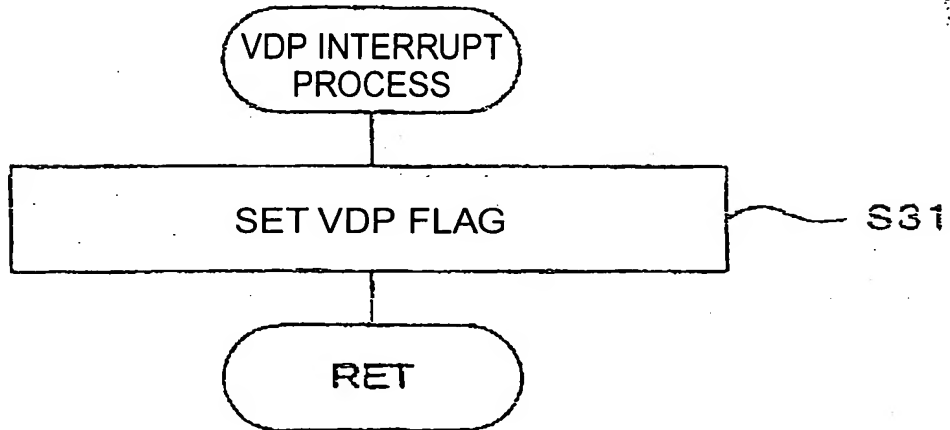 VDP INTERRUPT
PROCESS
SET VDP FLAG
S31
RET